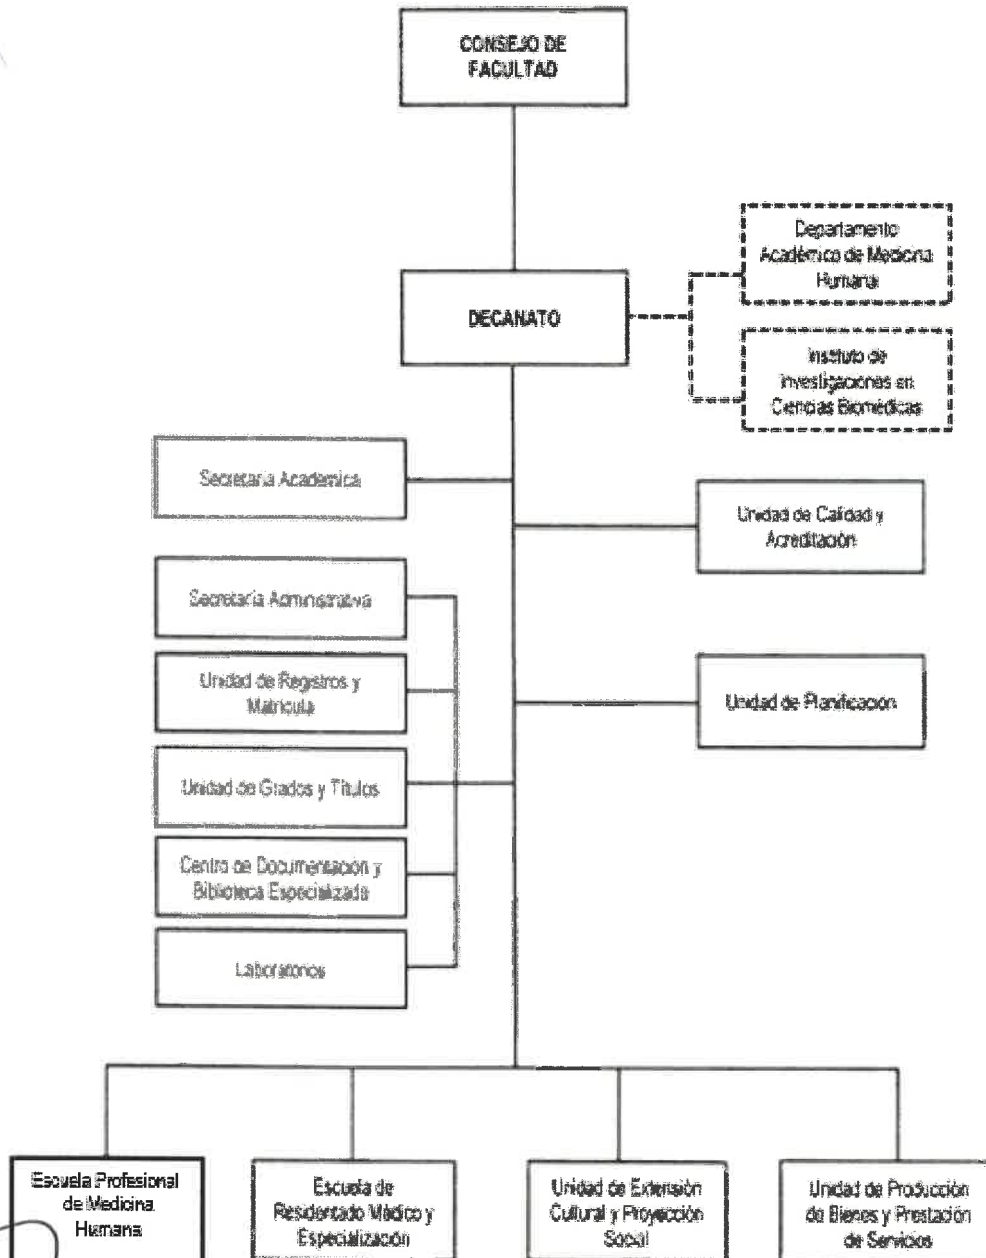 CONSEJO DE
FACULTAD
Departamento
Académico de Medicina
Humana
DECANATO
Instituto de
Investigaciones en
Ciencias Biomédicas
Secretaría Académica
Unidad de Calidad y
Acreditación
Secretaría Administrativa
Unidad de Registros y
Matrícula
Unidad de Planificación
Unidad de Grados y Títulos
Centro de Documentación y
Biblioteca Especializada
Laboratorios
Escuela Profesional
de Medicina
Humana
Escuela de
Residentado Médico y
Especialización
Unidad de Extensión
Cultural y Proyección
Social
Unidad de Producción
de Bienes y Prestación
de Servicios